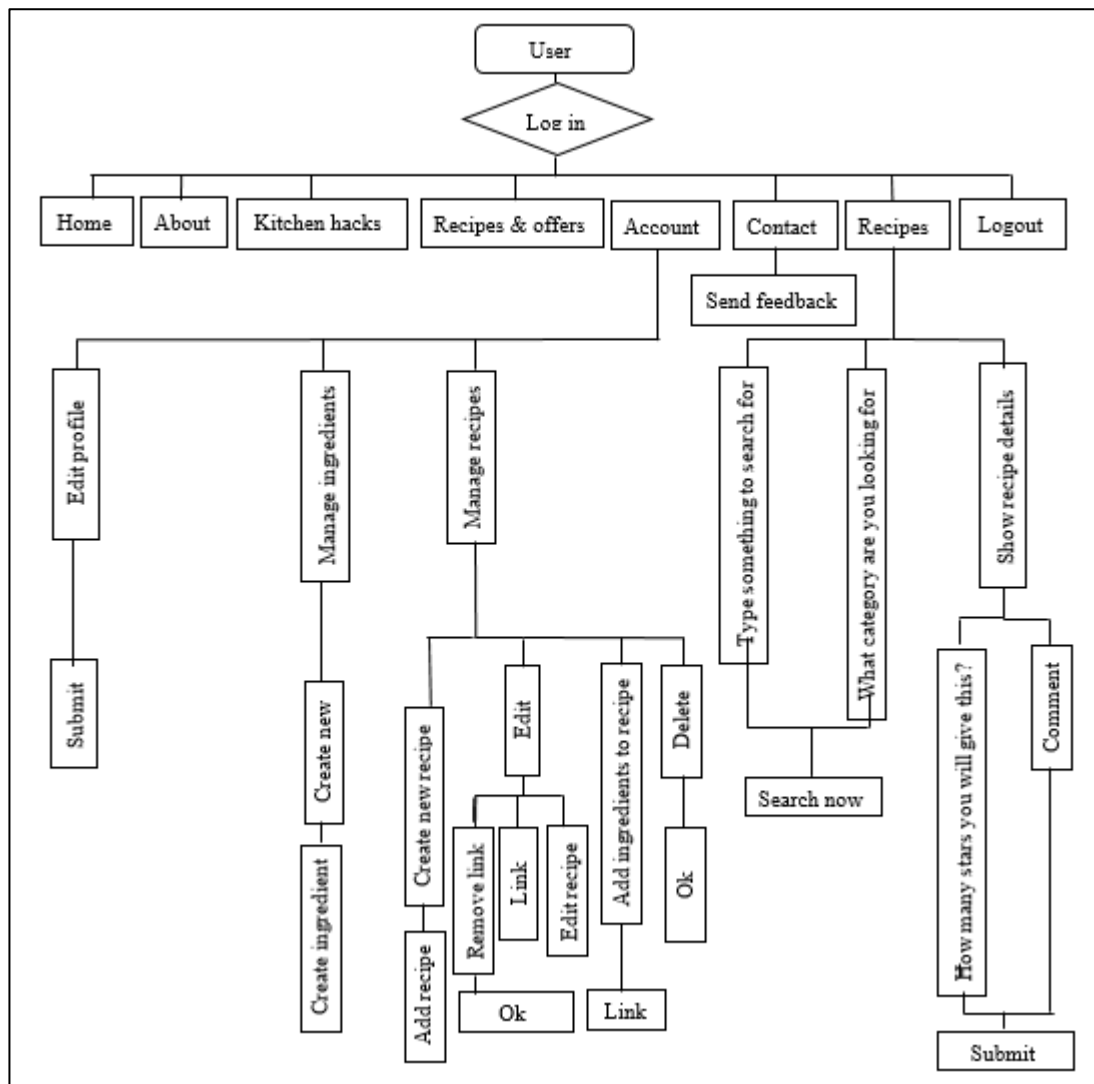 User
Log in
Home
About
Kitchen hacks
Recipes & offers
Account
Contact
Recipes
Logout
Send feedback
Edit profile
Manage ingredients
Manage recipes
Type something to search for
What category are you looking for
Show recipe details
Submit
Create new
Create ingredient
Create new recipe
Edit
Add ingredients to recipe
Delete
Add recipe
Remove link
Link
Edit recipe
Ok
Link
Ok
Search now
How many stars you will give this?
Comment
Submit